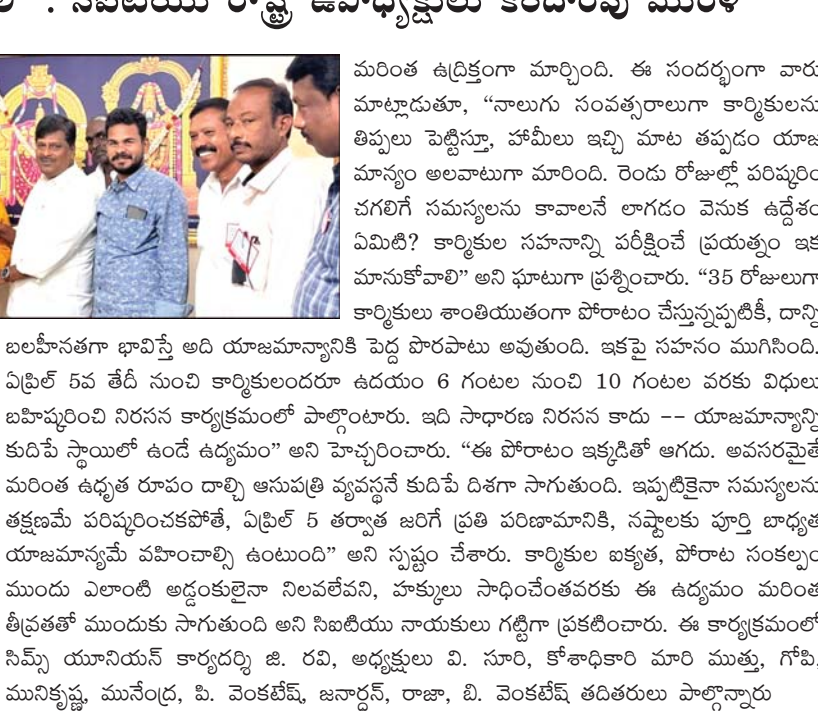 : సిఐటియు రాష్ట్ర ఉపాధ్యక్షులు కందారపు మురళి
మరింత ఉద్రిక్తంగా మార్చింది. ఈ సందర్భంగా వారు
మాట్లాడుతూ, “నాలుగు సంవత్సరాలుగా కార్మికులను
తిప్పలు పెట్టిస్తూ, హామీలు ఇచ్చి మాట తప్పడం యాజ
మాన్యం అలవాటుగా మారింది. రెండు రోజుల్లో పరిష్కరిం
చగలిగే సమస్యలను కావాలనే లాగడం వెనుక ఉద్దేశం
ఏమిటి? కార్మికుల సహనాన్ని పరీక్షించే ప్రయత్నం ఇక
మానుకోవాలి” అని ఘాటుగా ప్రశ్నించారు. “35 రోజులుగా
కార్మికులు శాంతియుతంగా పోరాటం చేస్తున్నప్పటికీ, దాన్ని
బలహీనతగా భావిస్తే అది యాజమాన్యానికి పెద్ద పొరపాటు అవుతుంది. ఇకపై సహనం ముగిసింది.
ఏప్రిల్ 5వ తేదీ నుంచి కార్మికులందరూ ఉదయం 6 గంటల నుంచి 10 గంటల వరకు విధులు
బహిష్కరించి నిరసన కార్యక్రమంలో పాల్గొంటారు. ఇది సాధారణ నిరసన కాదు -- యాజమాన్యాన్ని
కుదిపే స్థాయిలో ఉండే ఉద్యమం” అని హెచ్చరించారు. “ఈ పోరాటం ఇక్కడితో ఆగదు. అవసరమైతే
మరింత ఉధృత రూపం దాల్చి ఆసుపత్రి వ్యవస్థనే కుదిపే దిశగా సాగుతుంది. ఇప్పటికైనా సమస్యలను
తక్షణమే పరిష్కరించకపోతే, ఏప్రిల్ 5 తర్వాత జరిగే ప్రతి పరిణామానికి, నష్టాలకు పూర్తి బాధ్యత
యాజమాన్యమే వహించాల్సి ఉంటుంది” అని స్పష్టం చేశారు. కార్మికుల ఐక్యత, పోరాట సంకల్పం
ముందు ఎలాంటి అడ్డంకులైనా నిలవలేవని, హక్కులు సాధించేంతవరకు ఈ ఉద్యమం మరింత
తీవ్రతతో ముందుకు సాగుతుంది అని సిఐటియు నాయకులు గట్టిగా ప్రకటించారు. ఈ కార్యక్రమంలో
సిమ్స్ యూనియన్ కార్యదర్శి జి. రవి, అధ్యక్షులు వి. సూరి, కోశాధికారి మారి ముత్తు, గోపి,
మునికృష్ణ, మునేంద్ర, పి. వెంకటేష్, జనార్దన్, రాజా, బి. వెంకటేష్ తదితరులు పాల్గొన్నారు